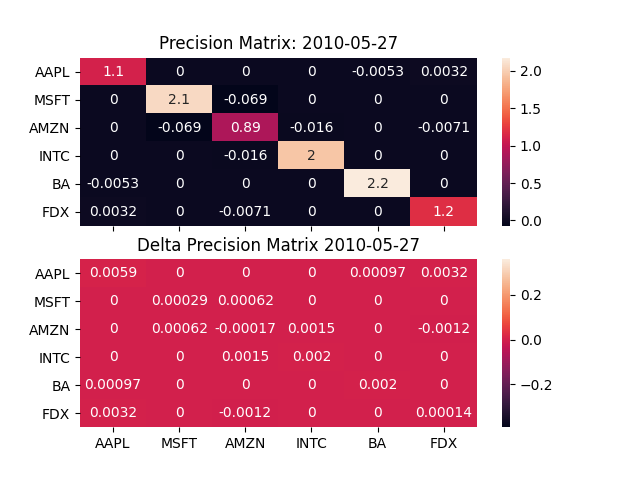 Precision Matrix: 2010-05-27
AAPL 1.1 0 0 0 -0.0053 0.0032
MSFT 0 2.1 -0.069 0 0 0
AMZN 0 -0.069 0.89 -0.016 0 -0.0071
INTC 0 0 -0.016 2 0 0
BA -0.0053 0 0 0 2.2 0
FDX 0.0032 0 -0.0071 0 0 1.2
2.0
1.5
1.0
0.5
0.0
Delta Precision Matrix 2010-05-27
AAPL 0.0059 0 0 0 0.00097 0.0032
MSFT 0 0.00029 0.00062 0 0 0
AMZN 0 0.00062 -0.00017 0.0015 0 -0.0012
INTC 0 0 0.0015 0.002 0 0
BA 0.00097 0 0 0 0.002 0
FDX 0.0032 0 -0.0012 0 0 0.00014
AAPL MSFT AMZN INTC BA FDX
0.2
0.0
−0.2